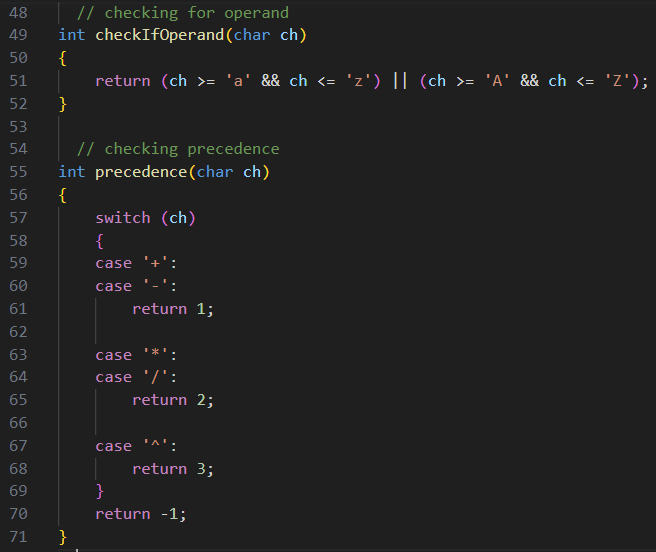 48 // checking for operand
49 int checkIfOperand(char ch)
50 {
51 return (ch >= 'a' && ch <= 'z') || (ch >= 'A' && ch <= 'Z');
52 }
53
54 // checking precedence
55 int precedence(char ch)
56 {
57 switch (ch)
58 {
59 case '+':
60 case '-':
61 return 1;
62
63 case '*':
64 case '/':
65 return 2;
66
67 case '^':
68 return 3;
69 }
70 return -1;
71 }